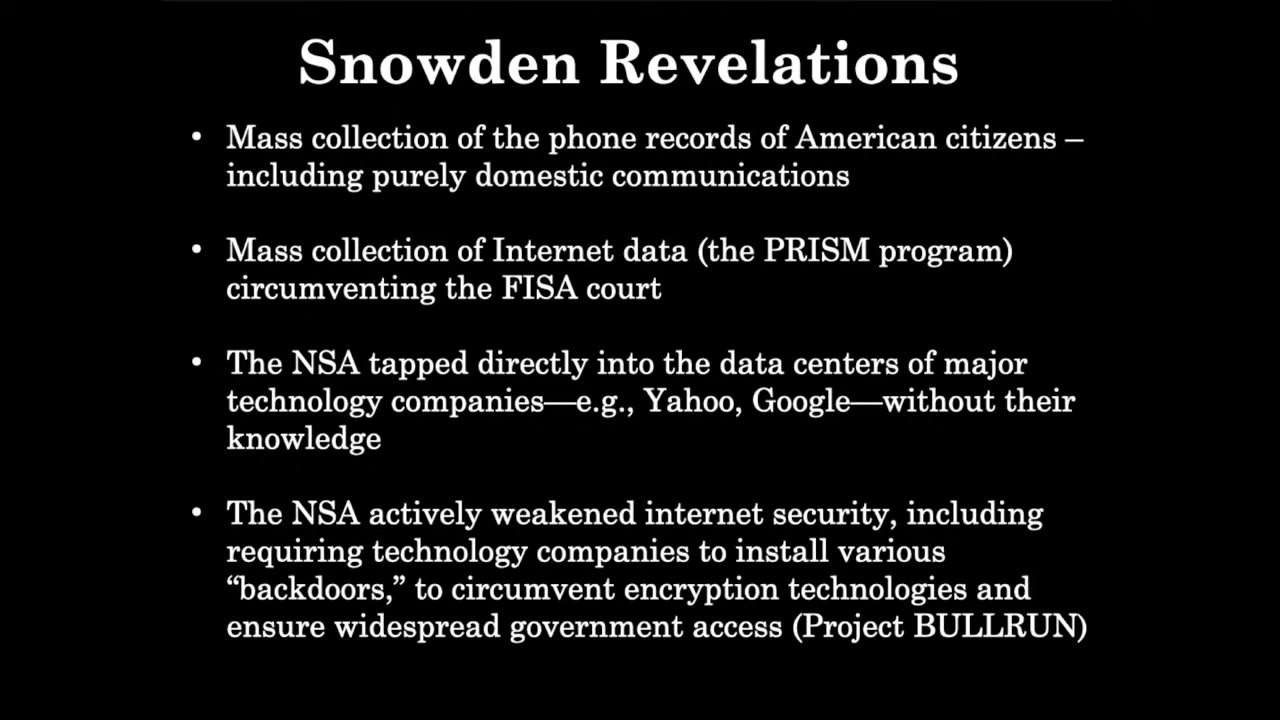 Snowden Revelations
• Mass collection of the phone records of American citizens –
including purely domestic communications
• Mass collection of Internet data (the PRISM program)
circumventing the FISA court
• The NSA tapped directly into the data centers of major
technology companies—e.g., Yahoo, Google—without their
knowledge
• The NSA actively weakened internet security, including
requiring technology companies to install various
“backdoors,” to circumvent encryption technologies and
ensure widespread government access (Project BULLRUN)